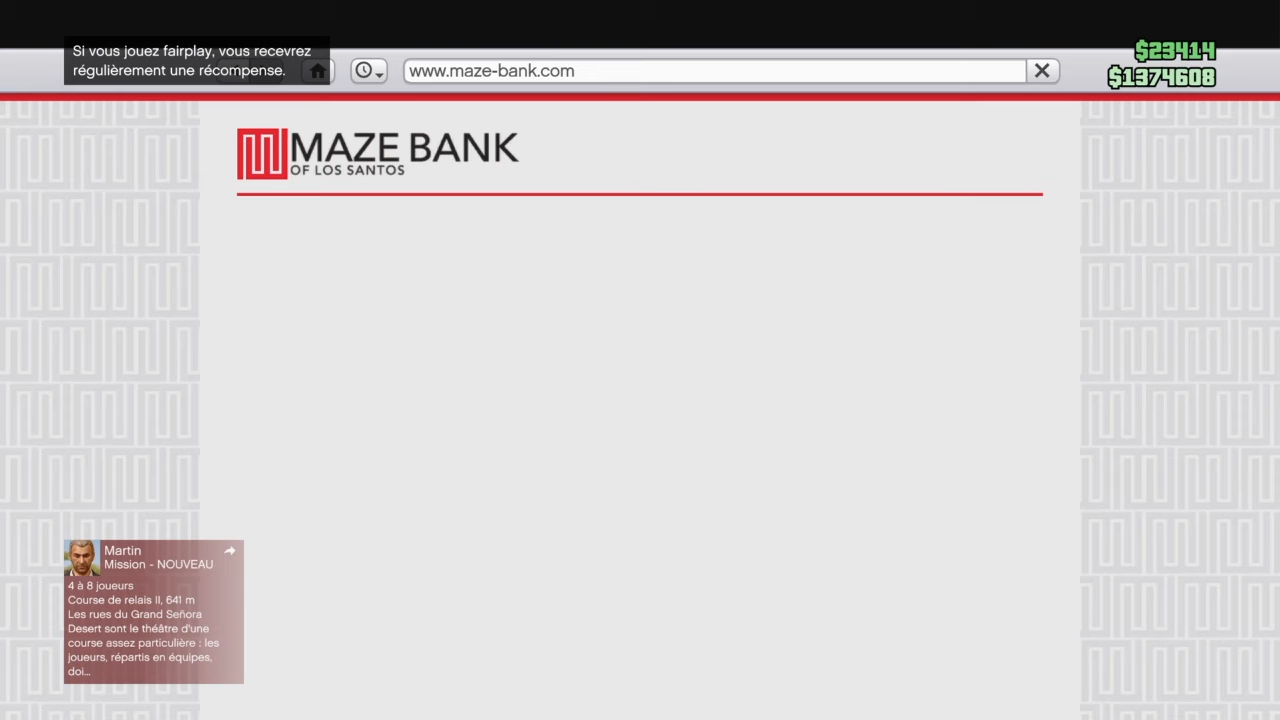 Si vous jouez fairplay, vous recevrez
régulièrement une récompense.
www.maze-bank.com
$23414
$1374608
MAZE BANK
OF LOS SANTOS
Martin
Mission - NOUVEAU
4 à 8 joueurs
Course de relais II, 641 m
Les rues du Grand Señora
Desert sont le théâtre d'une
course assez particulière : les
joueurs, répartis en équipes,
doi...